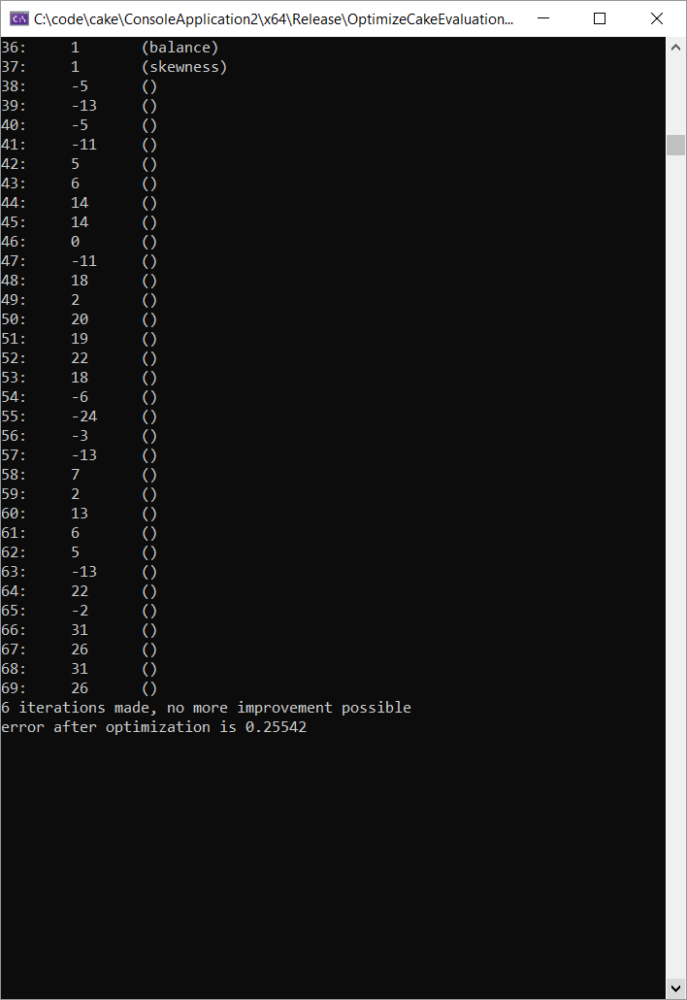 C:\code\cake\ConsoleApplication2\x64\Release\OptimizeCakeEvaluation...
36: 1 (balance)
37: 1 (skewness)
38: -5 ()
39: -13 ()
40: -5 ()
41: -11 ()
42: 5 ()
43: 6 ()
44: 14 ()
45: 14 ()
46: 0 ()
47: -11 ()
48: 18 ()
49: 2 ()
50: 20 ()
51: 19 ()
52: 22 ()
53: 18 ()
54: -6 ()
55: -24 ()
56: -3 ()
57: -13 ()
58: 7 ()
59: 2 ()
60: 13 ()
61: 6 ()
62: 5 ()
63: -13 ()
64: 22 ()
65: -2 ()
66: 31 ()
67: 26 ()
68: 31 ()
69: 26 ()
6 iterations made, no more improvement possible
error after optimization is 0.25542